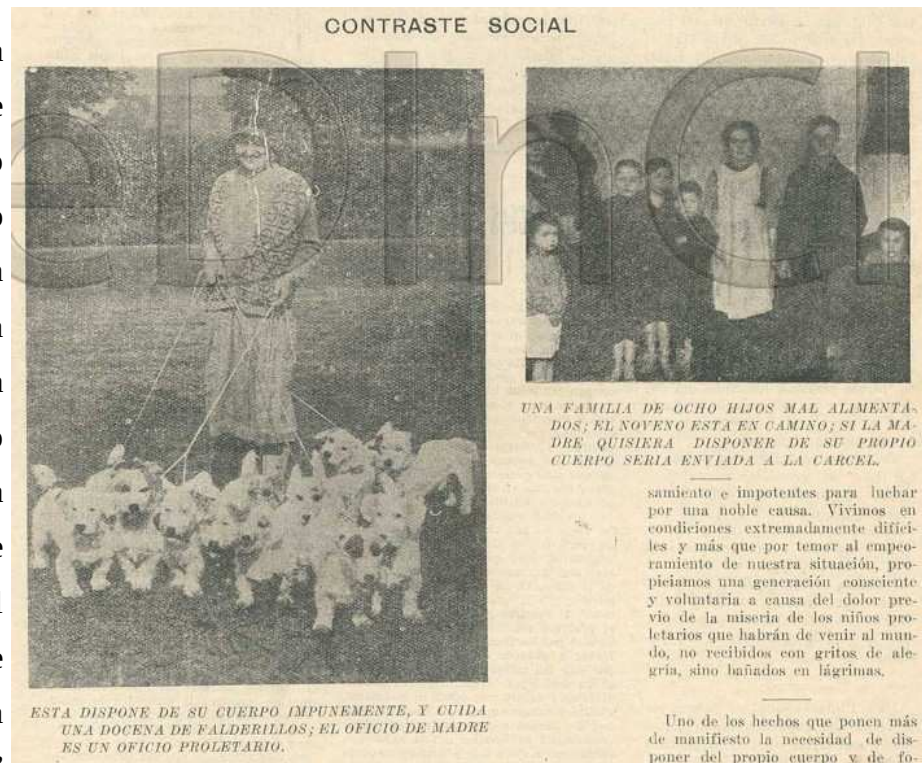 CONTRASTE SOCIAL
ESTA DISPONE DE SU CUERPO IMPUNEMENTE, Y CUIDA
UNA DOCENA DE FALDERILLOS; EL OFICIO DE MADRE
ES UN OFICIO PROLETARIO.
UNA FAMILIA DE OCHO HIJOS MAL ALIMENTA-
DOS; EL NOVENO ESTA EN CAMINO; SI LA MA-
DRE QUISIERA DISPONER DE SU PROPIO
CUERPO SERIA ENVIADA A LA CARCEL.
samiento e impotentes para luchar
por una noble causa. Vivimos en
condiciones extremadamente difíci-
les y más que por temor al empeo-
ramiento de nuestra situación, pro-
piciamos una generación consciente
y voluntaria a causa del dolor pre-
vio de la miseria de los niños pro-
letarios que habrán de venir al mun-
do, no recibidos con gritos de ale-
gría, sino bañados en lágrimas.
Uno de los hechos que ponen más
de manifiesto la necesidad de dis-
poner del propio cuerpo y de fo-